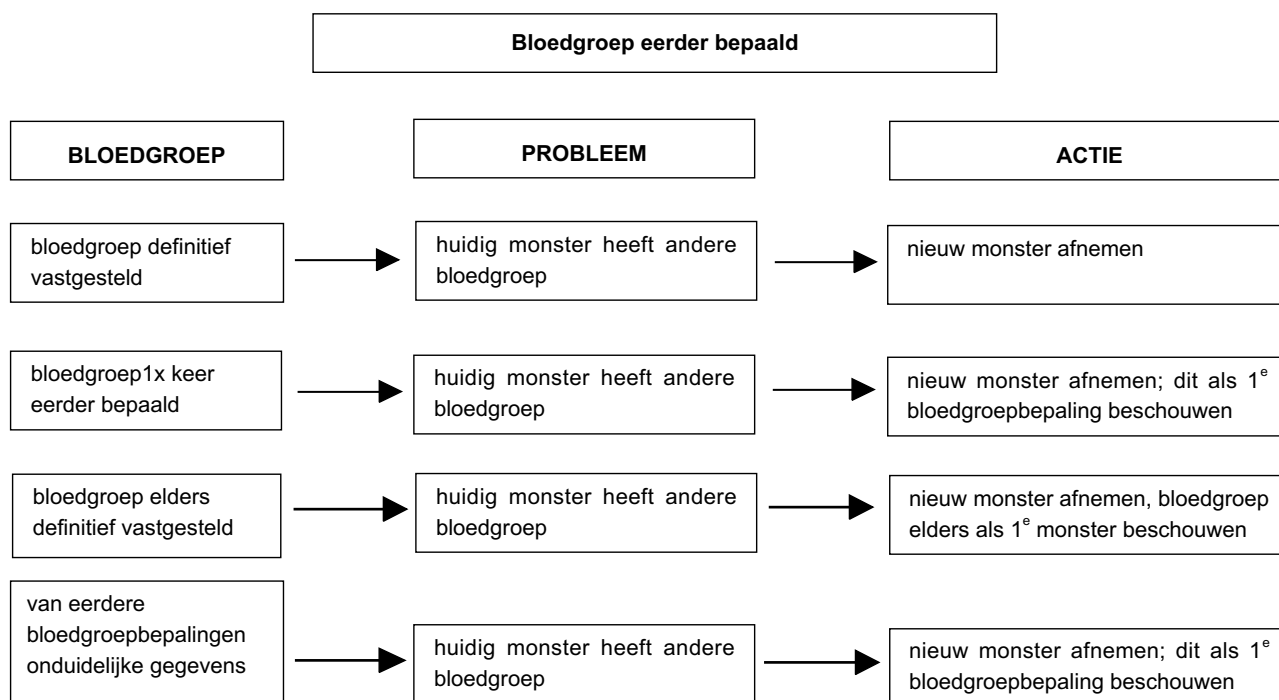 Bloedgroep eerder bepaald
BLOEDGROEP
PROBLEEM
ACTIE
bloedgroep definitief
vastgesteld
huidig monster heeft andere
bloedgroep
nieuw monster afnemen
bloedgroep1x keer
eerder bepaald
huidig monster heeft andere
bloedgroep
nieuw monster afnemen; dit als 1e
bloedgroepbepaling beschouwen
bloedgroep elders
definitief vastgesteld
huidig monster heeft andere
bloedgroep
nieuw monster afnemen, bloedgroep
elders als 1e monster beschouwen
van eerdere
bloedgroepbepalingen
onduidelijke gegevens
huidig monster heeft andere
bloedgroep
nieuw monster afnemen; dit als 1e
bloedgroepbepaling beschouwen